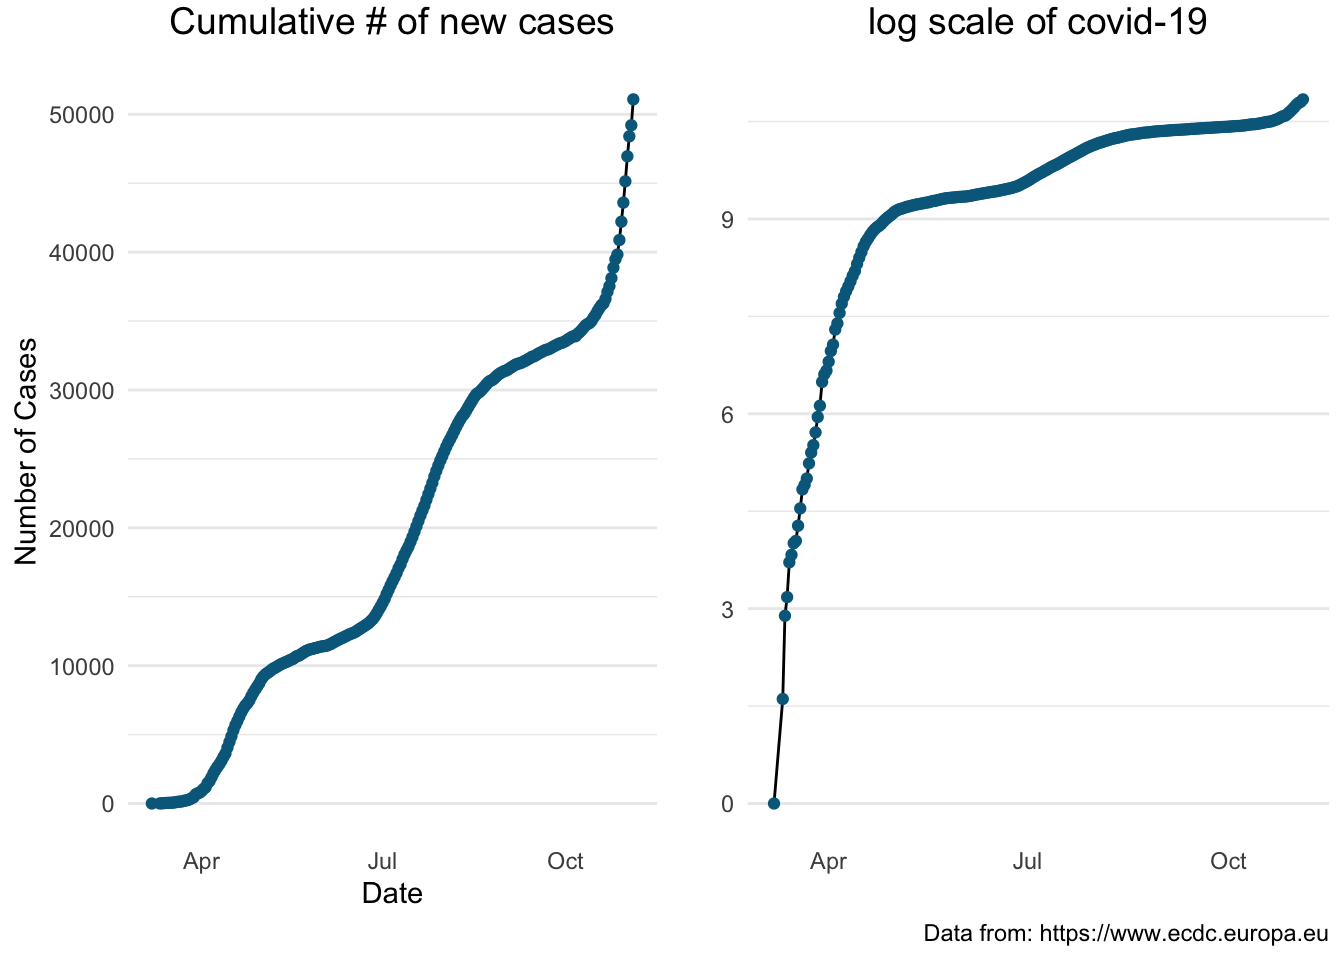 Cumulative # of new cases
log scale of covid-19
Number of Cases
50000
40000
30000
20000
10000
0
Apr
Jul
Oct
Date
9
6
3
0
Apr
Jul
Oct
Data from: https://www.ecdc.europa.eu